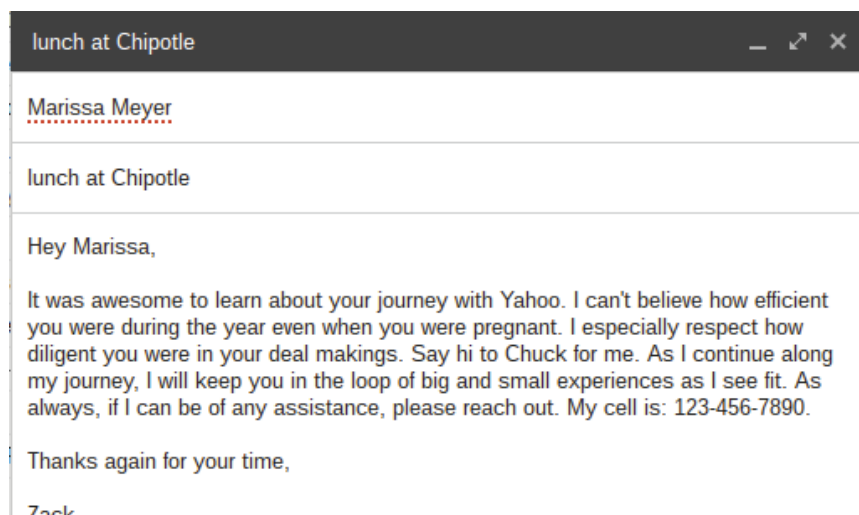 lunch at Chipotle
Marissa Meyer
lunch at Chipotle
Hey Marissa,
It was awesome to learn about your journey with Yahoo. I can't believe how efficient
you were during the year even when you were pregnant. I especially respect how
diligent you were in your deal makings. Say hi to Chuck for me. As I continue along
my journey, I will keep you in the loop of big and small experiences as I see fit. As
always, if I can be of any assistance, please reach out. My cell is: 123-456-7890.
Thanks again for your time,
Zack